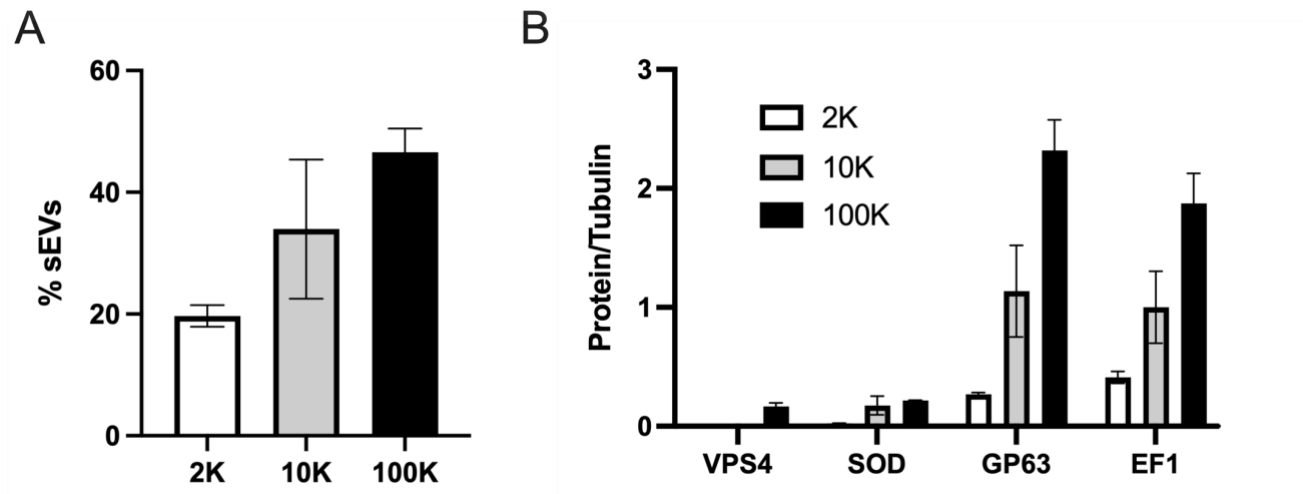 A
% sEVs
60
40
20
0
2K 10K 100K
B
Protein/Tubulin
3
2
1
0
2K
10K
100K
VPS4 SOD GP63 EF1